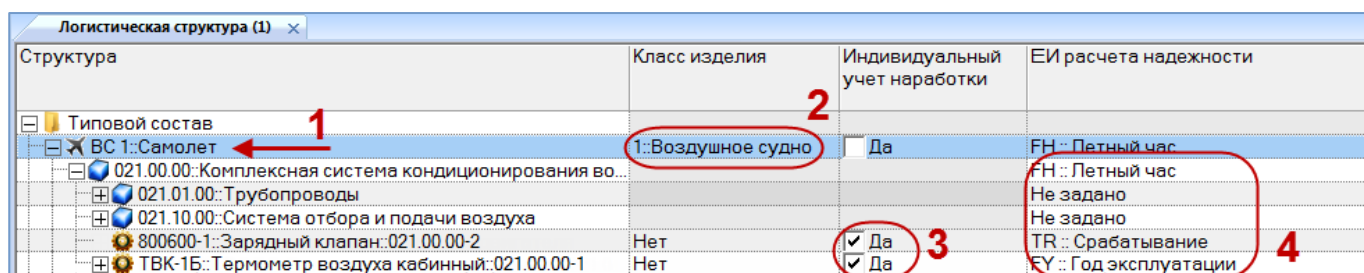 Логистическая структура (1) ×
Структура Класс изделия Индивидуальный учет наработки ЕИ расчета надежности
2
Типовой состав 1
ВС 1::Самолет 1::Воздушное судно Да FH :: Летный час
021.00.00::Комплексная система кондиционирования во... FH :: Летный час
021.01.00::Трубопроводы Не задано
021.10.00::Система отбора и подачи воздуха Не задано
800600-1::Зарядный клапан::021.00.00-2 Нет Да 3 TR :: Срабатывание 4
ТВК-1Б::Термометр воздуха кабинный::021.00.00-1 Нет Да FY :: Год эксплуатации